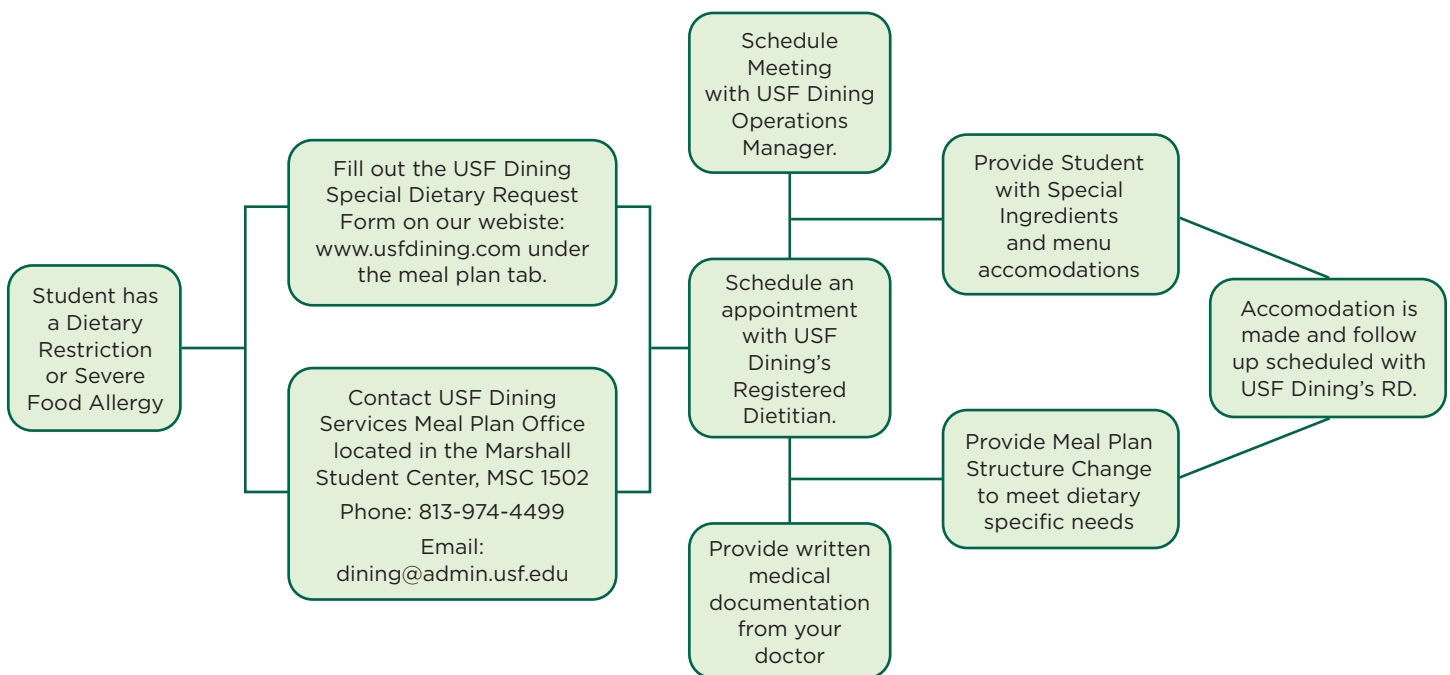 Student has
a Dietary
Restriction
or Severe
Food Allergy
Fill out the USF Dining
Special Dietary Request
Form on our webiste:
www.usfdining.com under
the meal plan tab.
Contact USF Dining
Services Meal Plan Office
located in the Marshall
Student Center, MSC 1502
Phone: 813-974-4499
Email:
dining@admin.usf.edu
Schedule
Meeting
with USF Dining
Operations
Manager.
Schedule an
appointment
with USF
Dining's
Registered
Dietitian.
Provide written
medical
documentation
from your
doctor
Provide Student
with Special
Ingredients
and menu
accomodations
Provide Meal Plan
Structure Change
to meet dietary
specific needs
Accomodation is
made and follow
up scheduled with
USF Dining's RD.